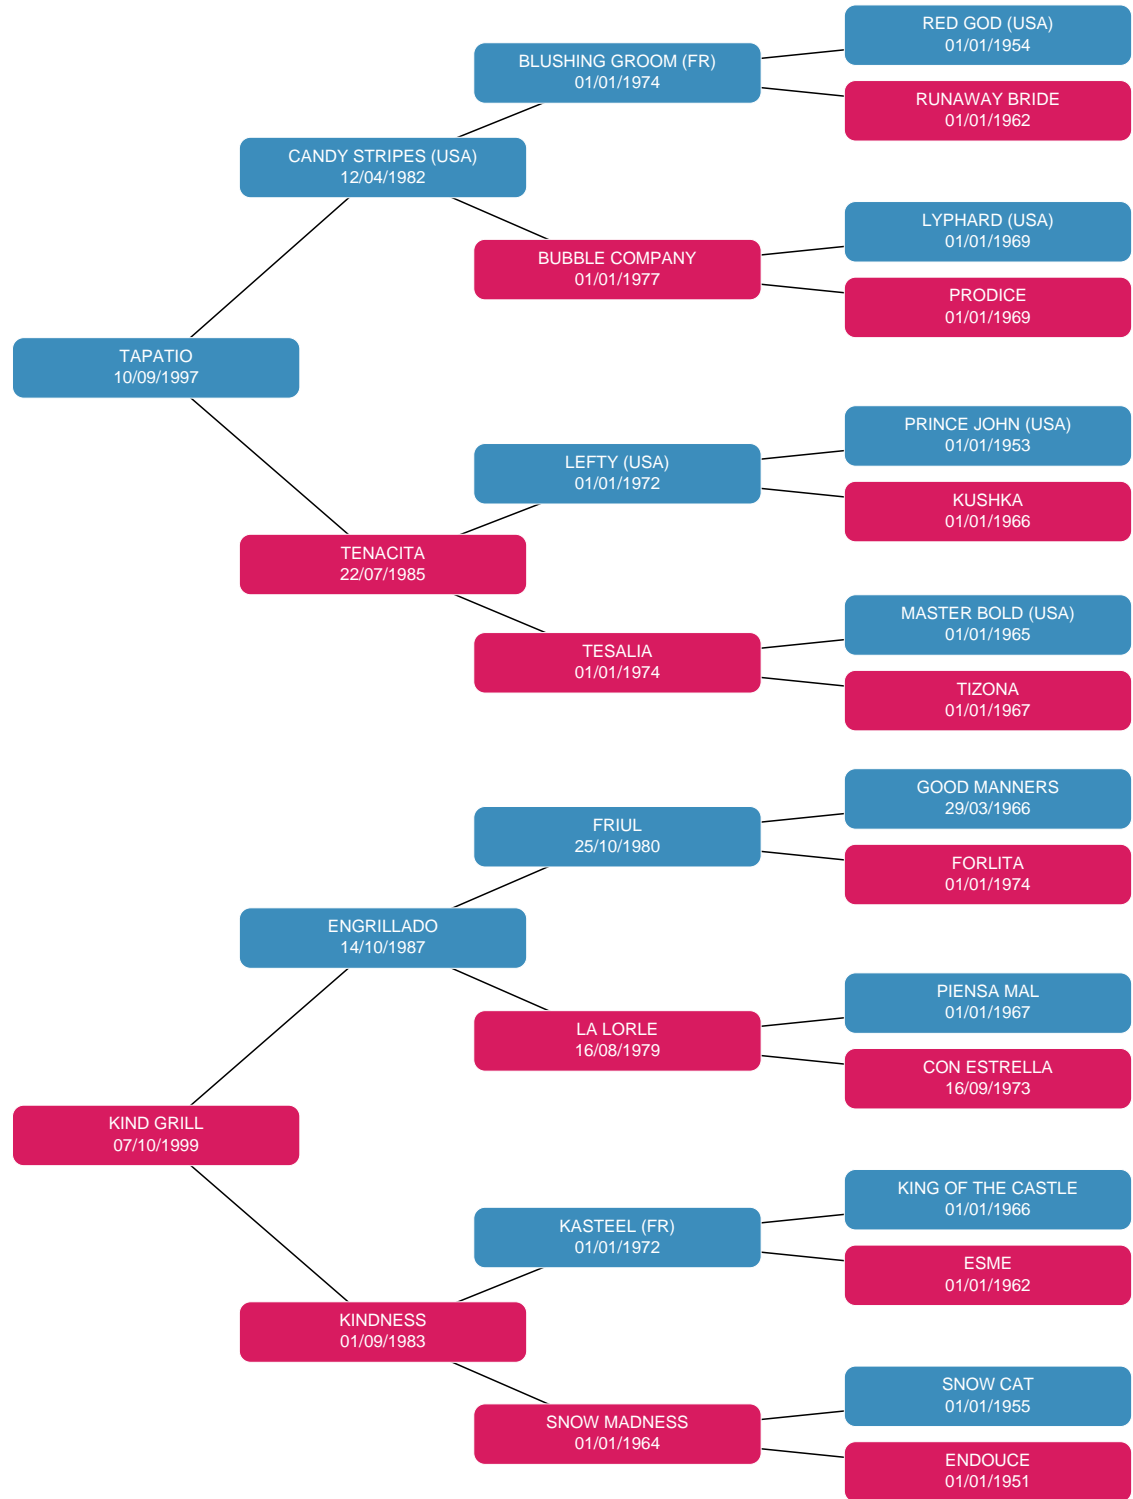 RED GOD (USA)
01/01/1954
BLUSHING GROOM (FR)
01/01/1974
RUNAWAY BRIDE
01/01/1962
CANDY STRIPES (USA)
12/04/1982
LYPHARD (USA)
01/01/1969
BUBBLE COMPANY
01/01/1977
PRODICE
01/01/1969
TAPATIO
10/09/1997
PRINCE JOHN (USA)
01/01/1953
LEFTY (USA)
01/01/1972
KUSHKA
01/01/1966
TENACITA
22/07/1985
MASTER BOLD (USA)
01/01/1965
TESALIA
01/01/1974
TIZONA
01/01/1967
GOOD MANNERS
29/03/1966
FRIUL
25/10/1980
FORLITA
01/01/1974
ENGRILLADO
14/10/1987
PIENSA MAL
01/01/1967
LA LORLE
16/08/1979
CON ESTRELLA
16/09/1973
KIND GRILL
07/10/1999
KING OF THE CASTLE
01/01/1966
KASTEEL (FR)
01/01/1972
ESME
01/01/1962
KINDNESS
01/09/1983
SNOW CAT
01/01/1955
SNOW MADNESS
01/01/1964
ENDOUCE
01/01/1951